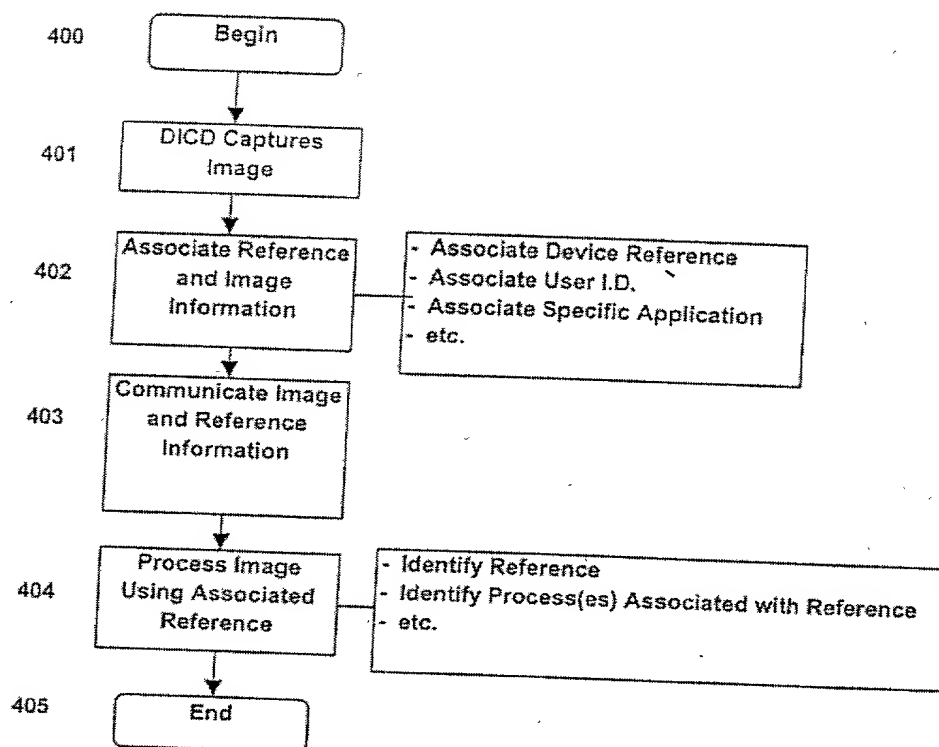 400
Begin
401
DICD Captures
Image
402
Associate Reference
and Image
Information
- Associate Device Reference
- Associate User I.D.
- Associate Specific Application
- etc.
403
Communicate Image
and Reference
Information
404
Process Image
Using Associated
Reference
- Identify Reference
- Identify Process(es) Associated with Reference
- etc.
405
End